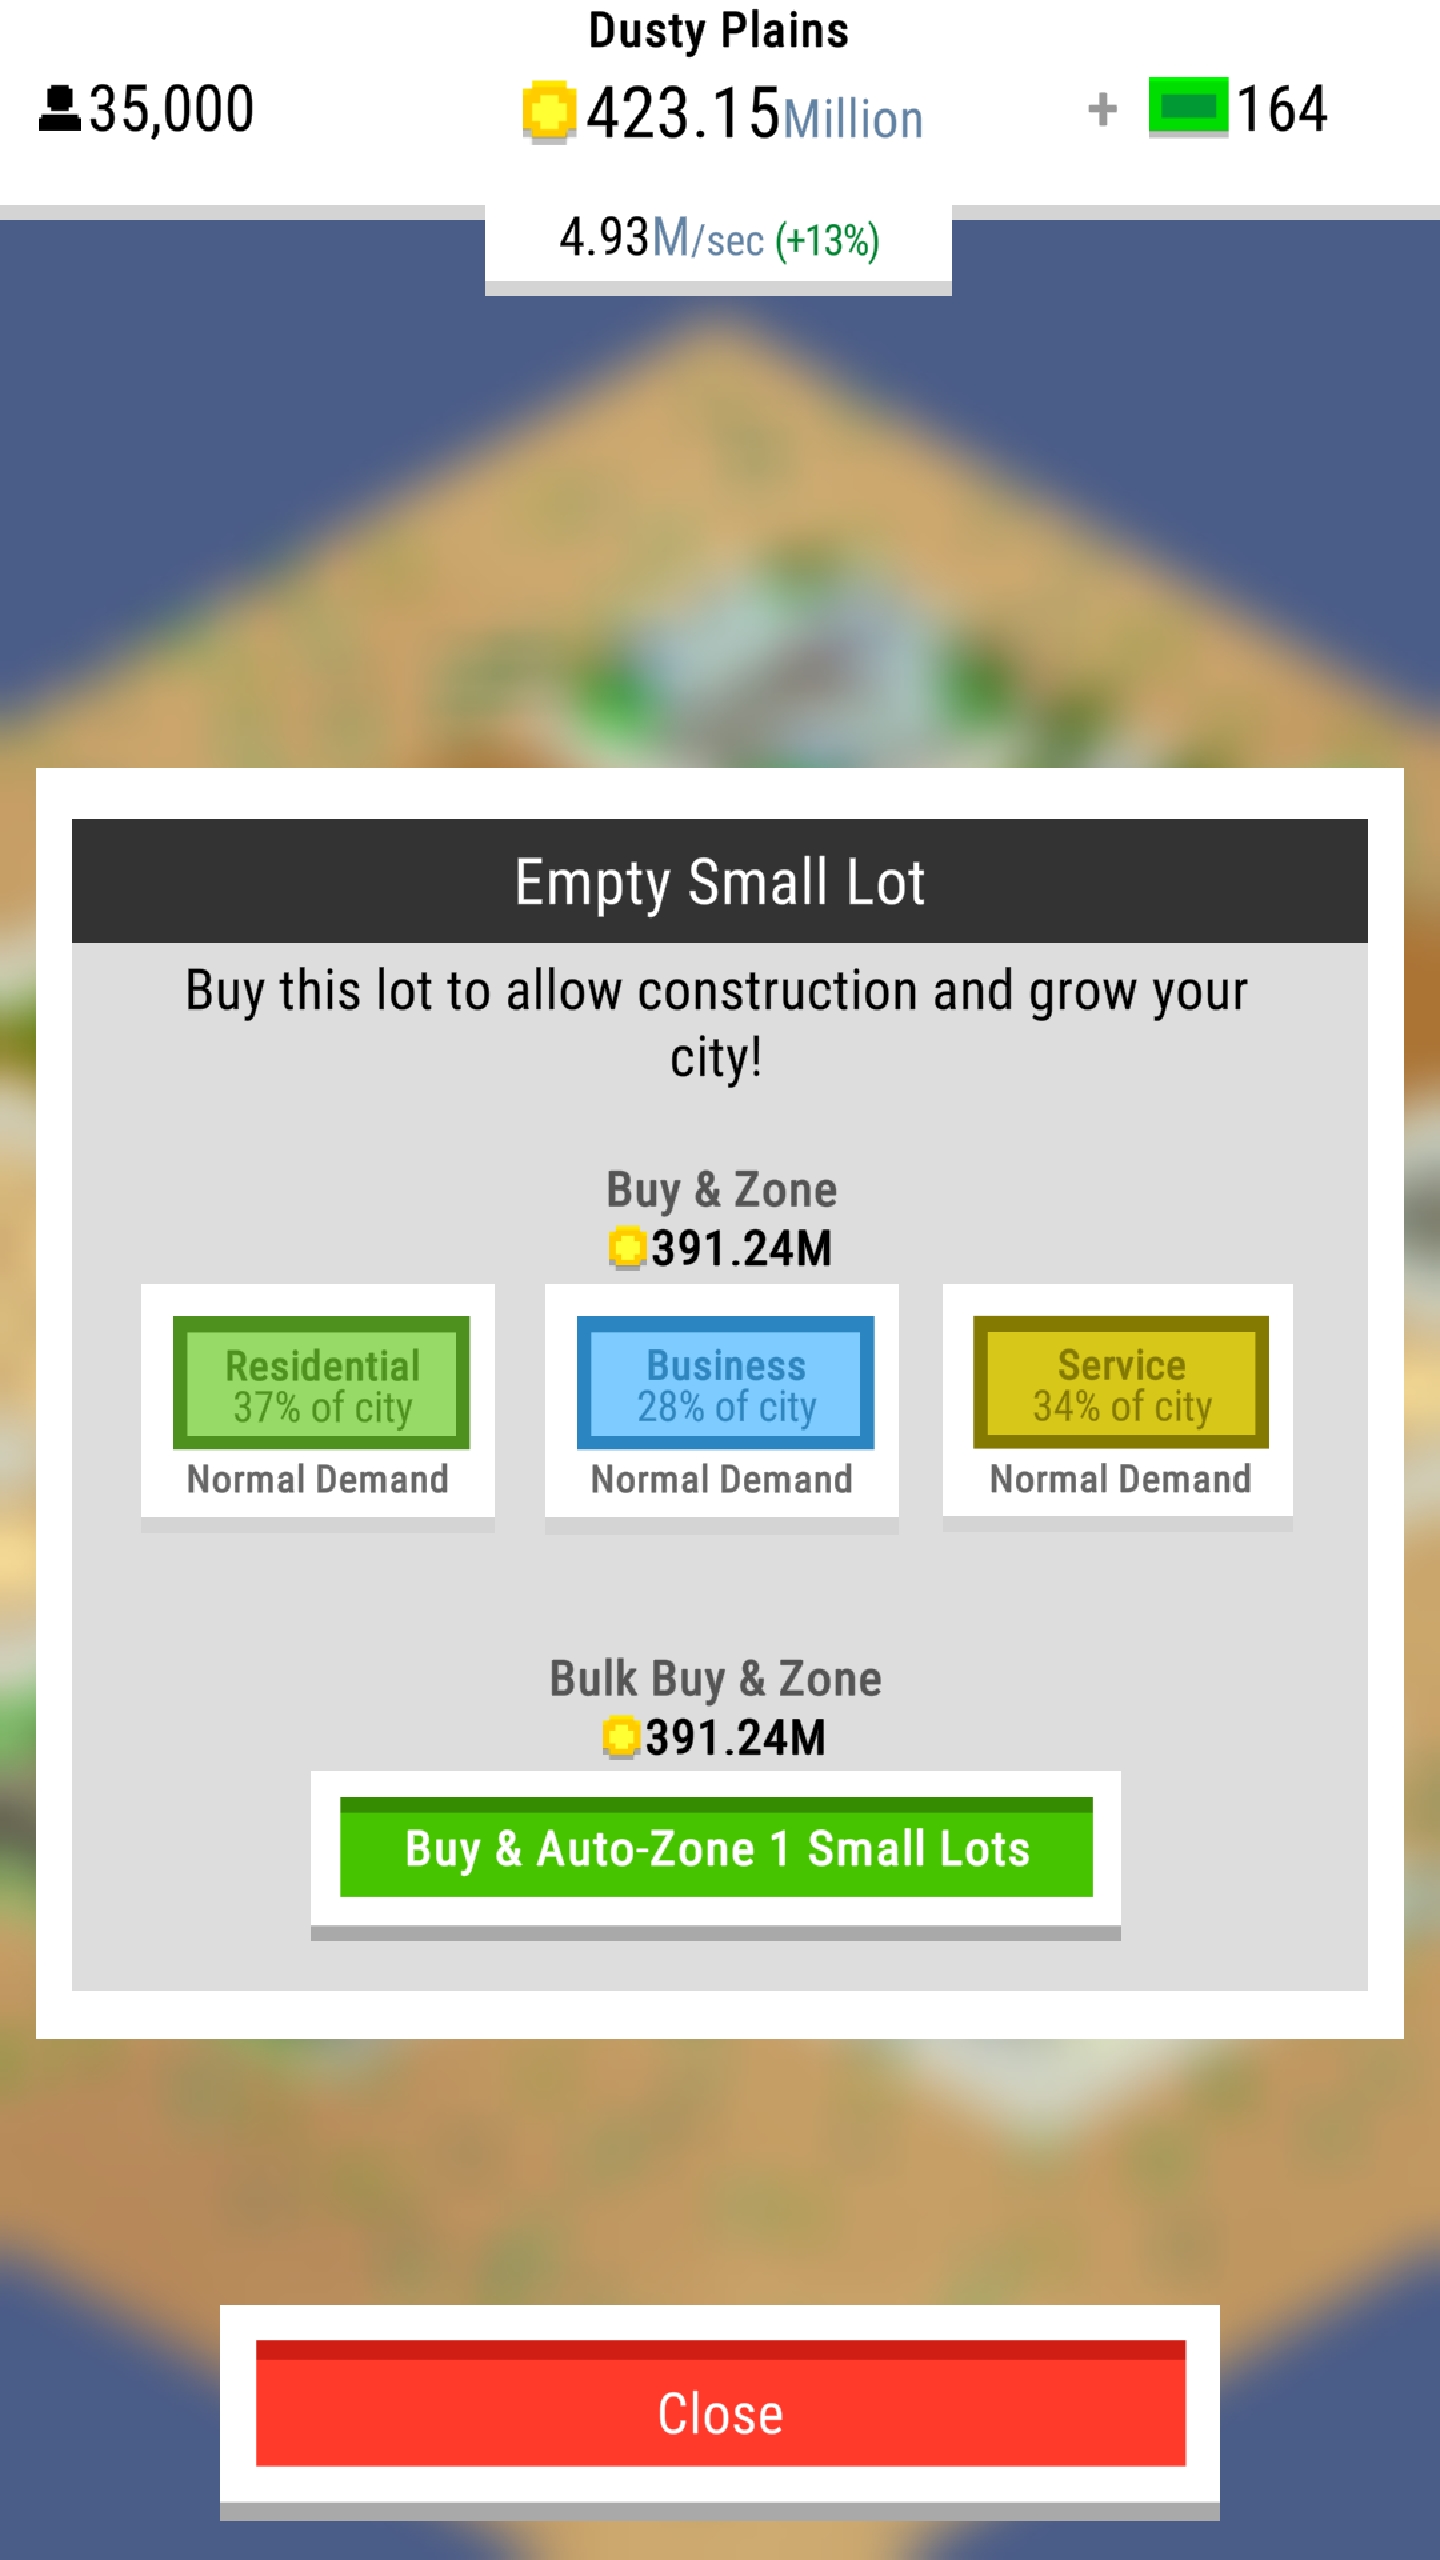 Dusty Plains
35,000
423.15Million
+ 164
4.93M/sec (+13%)
Empty Small Lot
Buy this lot to allow construction and grow your
city!
Buy & Zone
391.24M
Residential
37% of city
Normal Demand
Business
28% of city
Normal Demand
Service
34% of city
Normal Demand
Bulk Buy & Zone
391.24M
Buy & Auto-Zone 1 Small Lots
Close